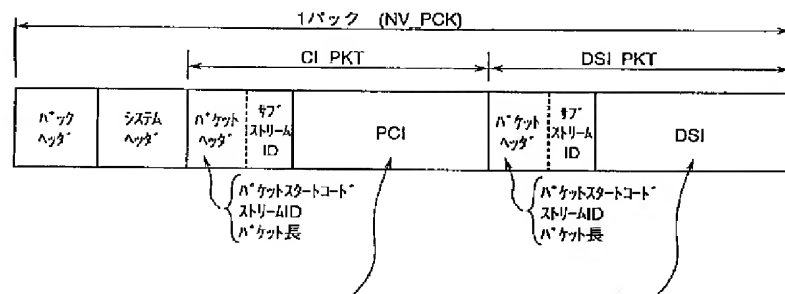 1パック (NV_PCK)
CI PKT
DSI PKT
パック
ヘッダ
システム
ヘッダ
パケット
ヘッダ
サブ
ストリーム
ID
PCI
パケット
ヘッダ
サブ
ストリーム
ID
DSI
パケットスタートコード
ストリームID
パケット長
パケットスタートコード
ストリームID
パケット長